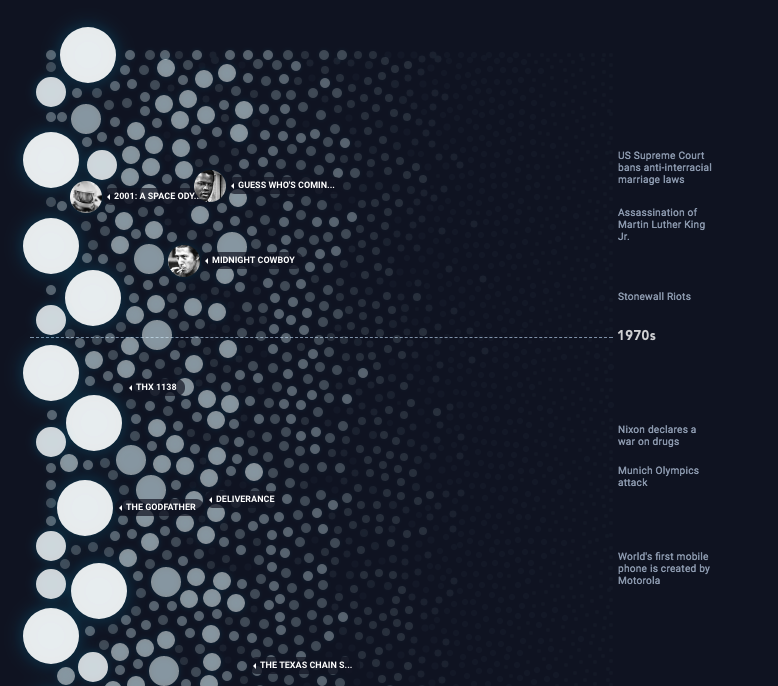 US Supreme Court
bans anti-interracial
marriage laws
GUESS WHO'S COMIN...
2001: A SPACE ODY...
Assassination of
Martin Luther King
Jr.
MIDNIGHT COWBOY
Stonewall Riots
1970s
THX 1138
Nixon declares a
war on drugs
Munich Olympics
attack
DELIVERANCE
THE GODFATHER
World's first mobile
phone is created by
Motorola
THE TEXAS CHAIN S...